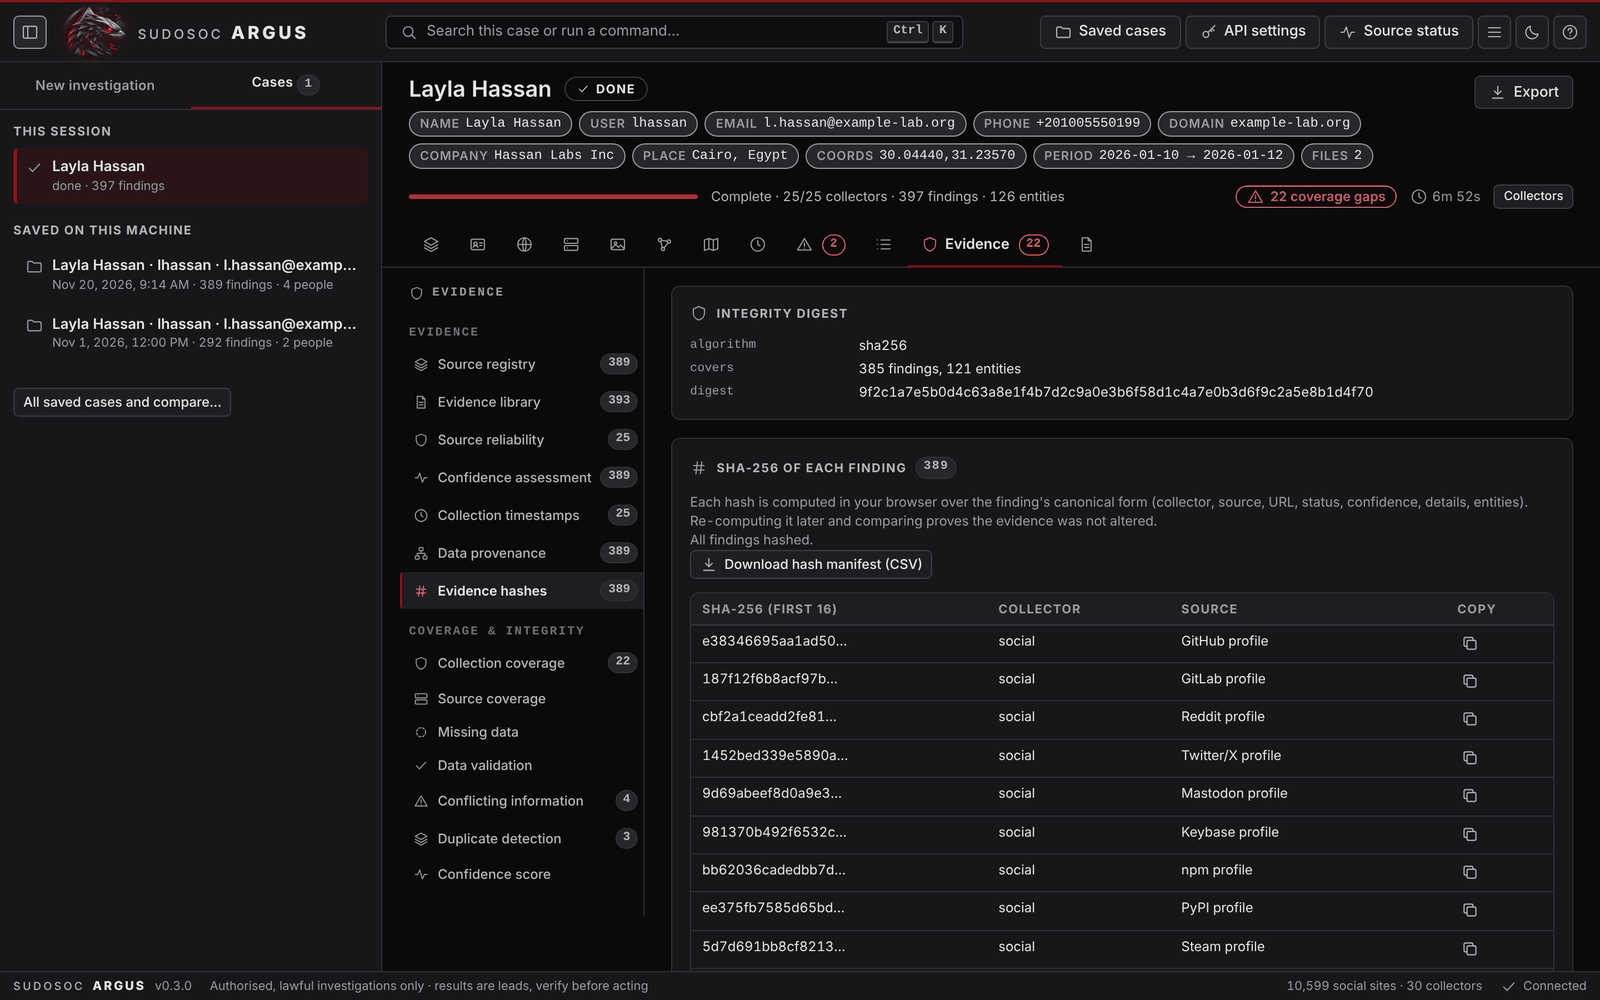 SUDOSOC ARGUS
Search this case or run a command... Ctrl K
Saved cases
API settings
Source status
New investigation
Cases 1
THIS SESSION
Layla Hassan
done · 397 findings
SAVED ON THIS MACHINE
Layla Hassan · lhassan · l.hassan@examp...
Nov 20, 2026, 9:14 AM · 389 findings · 4 people
Layla Hassan · lhassan · l.hassan@examp...
Nov 1, 2026, 12:00 PM · 292 findings · 2 people
All saved cases and compare...
Layla Hassan DONE
Export
NAME Layla Hassan USER lhassan EMAIL l.hassan@example-lab.org PHONE +201005550199 DOMAIN example-lab.org
COMPANY Hassan Labs Inc PLACE Cairo, Egypt COORDS 30.04440,31.23570 PERIOD 2026-01-10 → 2026-01-12 FILES 2
Complete · 25/25 collectors · 397 findings · 126 entities
22 coverage gaps
6m 52s
Collectors
2
Evidence 22
EVIDENCE
EVIDENCE
Source registry 389
Evidence library 393
Source reliability 25
Confidence assessment 389
Collection timestamps 25
Data provenance 389
Evidence hashes 389
COVERAGE & INTEGRITY
Collection coverage 22
Source coverage
Missing data
Data validation
Conflicting information 4
Duplicate detection 3
Confidence score
INTEGRITY DIGEST
algorithm sha256
covers 385 findings, 121 entities
digest 9f2c1a7e5b0d4c63a8e1f4b7d2c9a0e3b6f58d1c4a7e0b3d6f9c2a5e8b1d4f70
SHA-256 OF EACH FINDING 389
Each hash is computed in your browser over the finding's canonical form (collector, source, URL, status, confidence, details, entities).
Re-computing it later and comparing proves the evidence was not altered.
All findings hashed.
Download hash manifest (CSV)
SHA-256 (FIRST 16) COLLECTOR SOURCE COPY
e38346695aa1ad50... social GitHub profile
187f12f6b8acf97b... social GitLab profile
cbf2a1ceadd2fe81... social Reddit profile
1452bed339e5890a... social Twitter/X profile
9d69abeef8d0a9e3... social Mastodon profile
981370b492f6532c... social Keybase profile
bb62036cadedbb7d... social npm profile
ee375fb7585d65bd... social PyPI profile
5d7d691bb8cf8213... social Steam profile
SUDOSOC ARGUS v0.3.0 Authorised, lawful investigations only · results are leads, verify before acting
10,599 social sites · 30 collectors
Connected